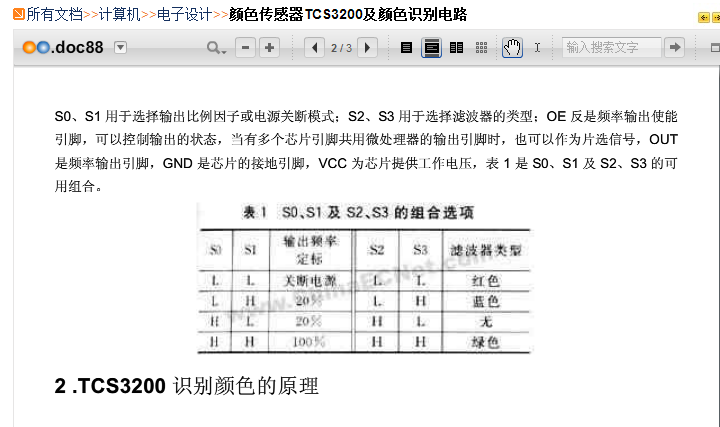 所有文档>>计算机>>电子设计>>颜色传感器TCS3200及颜色识别电路
.doc88
2 / 3
输入搜索文字
S0、S1 用于选择输出比例因子或电源关断模式；S2、S3 用于选择滤波器的类型；OE 反是频率输出使能
引脚，可以控制输出的状态，当有多个芯片引脚共用微处理器的输出引脚时，也可以作为片选信号，OUT
是频率输出引脚，GND 是芯片的接地引脚，VCC 为芯片提供工作电压，表 1 是 S0、S1 及 S2、S3 的可
用组合。
表 1 S0、S1 及 S2、S3 的组合选项
S0 S1 输出频率定标 S2 S3 滤波器类型
L L 关断电源 L L 红色
L H 20% L H 蓝色
H L 20% H L 无
H H 100% H H 绿色
2 .TCS3200 识别颜色的原理